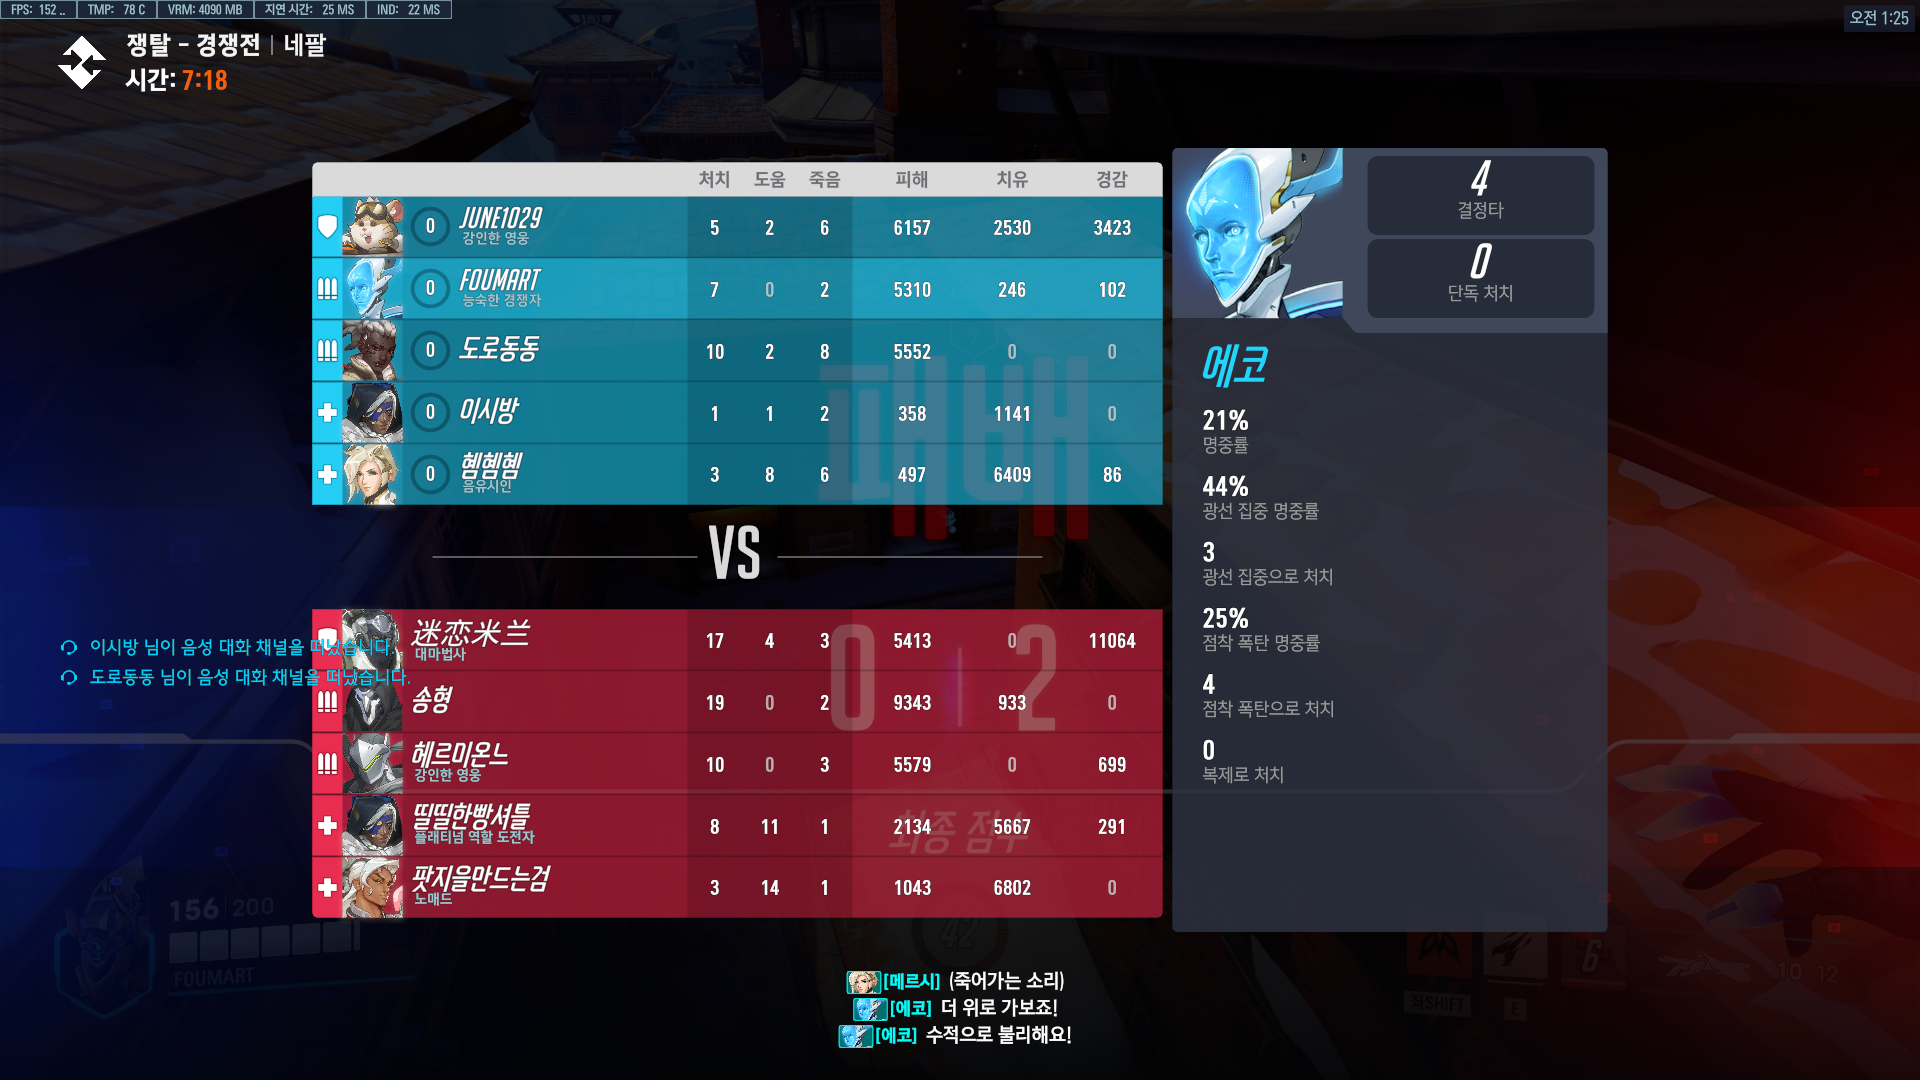 FPS: 152 .. TMP: 78 C VRM: 4090 MB 지연 시간: 25 MS IND: 22 MS
오전 1:25
쟁탈 - 경쟁전 | 네팔
시간: 7:18
처치 도움 죽음 피해 치유 경감
0 JUNE1029 5 2 6 6157 2530 3423
강인한 영웅
0 FOUMART 7 0 2 5310 246 102
능숙한 경쟁자
0 도로동동 10 2 8 5552 0 0
0 이시방 1 1 2 358 1141 0
0 혬혬혬 3 8 6 497 6409 86
음유시인
패배
VS
迷恋米兰 17 4 3 5413 0 11064
대마법사
송형 19 0 2 9343 933 0
헤르미온느 10 0 3 5579 0 699
강인한 영웅
띨띨한빵셔틀 8 11 1 2134 5667 291
플래티넘 역할 도전자
팟지을만드는검 3 14 1 1043 6802 0
노매드
0 | 2
최종 점수
이시방 님이 음성 대화 채널을 떠났습니다.
도로동동 님이 음성 대화 채널을 떠났습니다.
4
결정타
0
단독 처치
에코
21%
명중률
44%
광선 집중 명중률
3
광선 집중으로 처치
25%
점착 폭탄 명중률
4
점착 폭탄으로 처치
0
복제로 처치
156 | 200
FOUMART
42
[메르시] (죽어가는 소리)
[에코] 더 위로 가보죠!
[에코] 수적으로 불리해요!
좌SHIFT
E
6
10 12